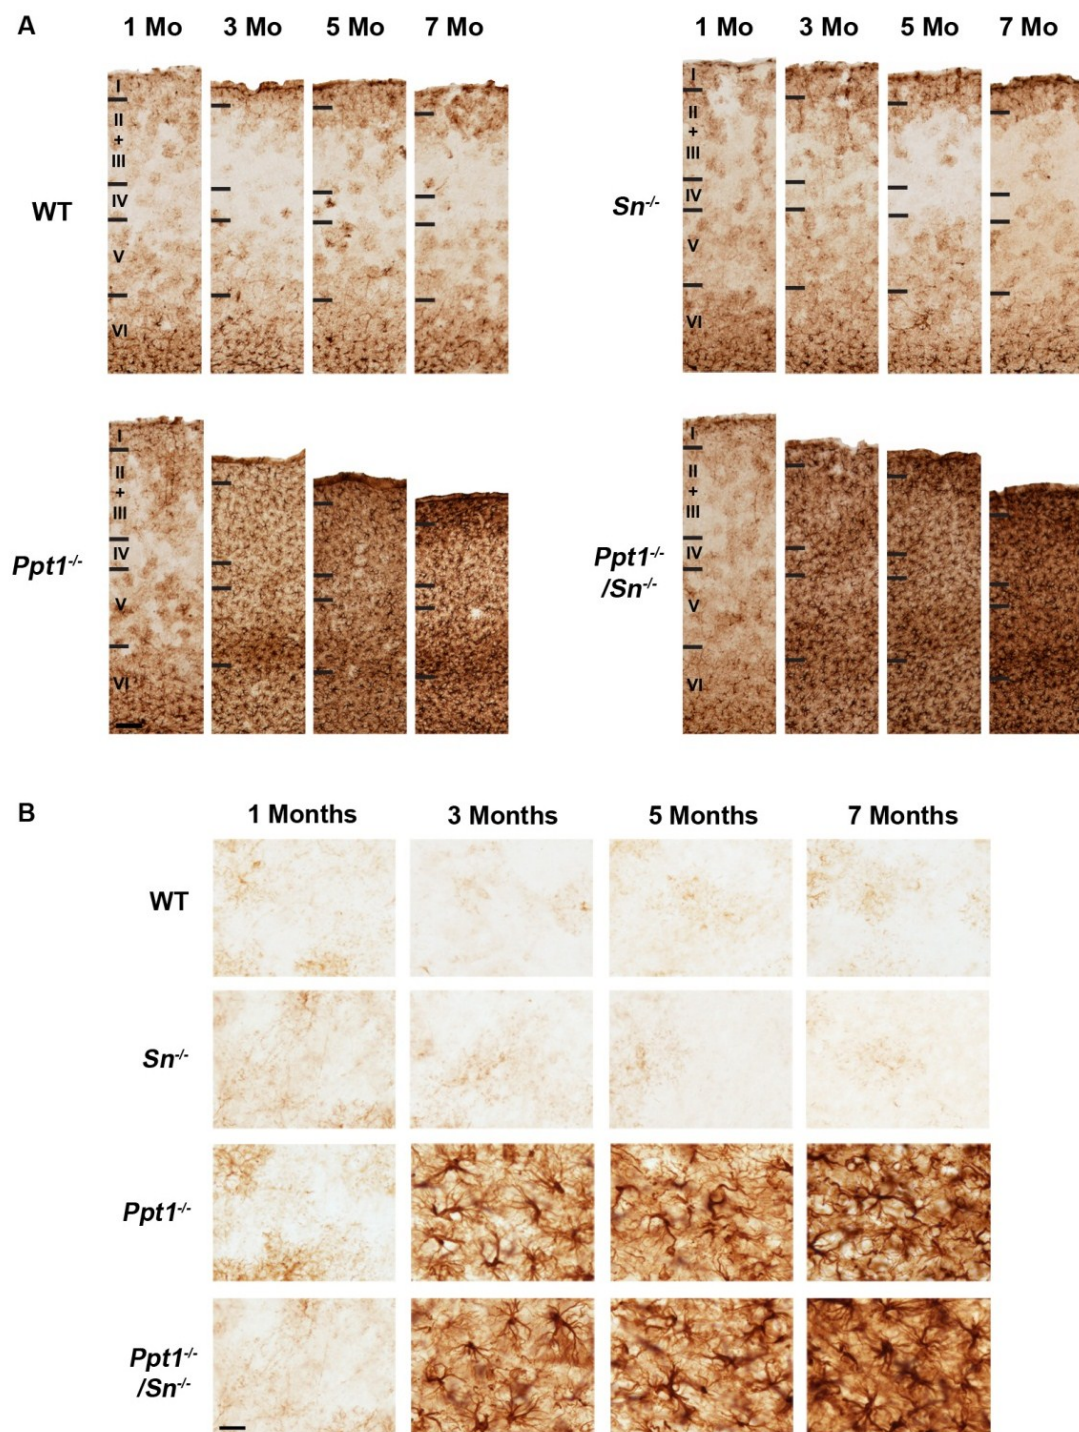 A
1 Mo 3 Mo 5 Mo 7 Mo
1 Mo 3 Mo 5 Mo 7 Mo
WT
I
II
+
III
IV
V
VI
Sn-/-
I
II
+
III
IV
V
VI
Ppt1-/-
I
II
+
III
IV
V
VI
Ppt1-/-
/Sn-/-
I
II
+
III
IV
V
VI
B
1 Months 3 Months 5 Months 7 Months
WT
Sn-/-
Ppt1-/-
Ppt1-/-
/Sn-/-